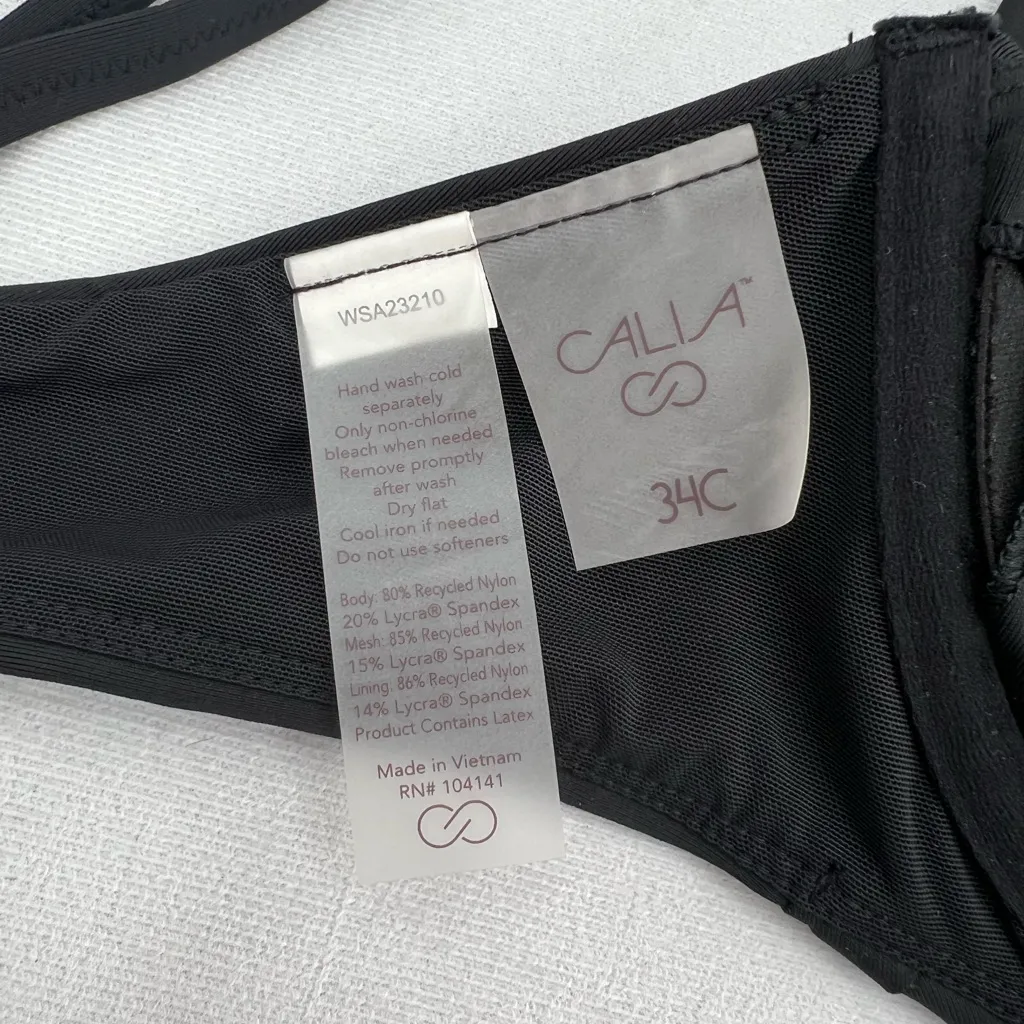 WSA23210
Hand wash cold
separately
Only non-chlorine
bleach when needed
Remove promptly
after wash
Dry flat
Cool iron if needed
Do not use softeners
Body: 80% Recycled Nylon
20% Lycra® Spandex
Mesh: 85% Recycled Nylon
15% Lycra® Spandex
Lining: 86% Recycled Nylon
14% Lycra® Spandex
Product Contains Latex
Made in Vietnam
RN# 104141
CALIA™
34C